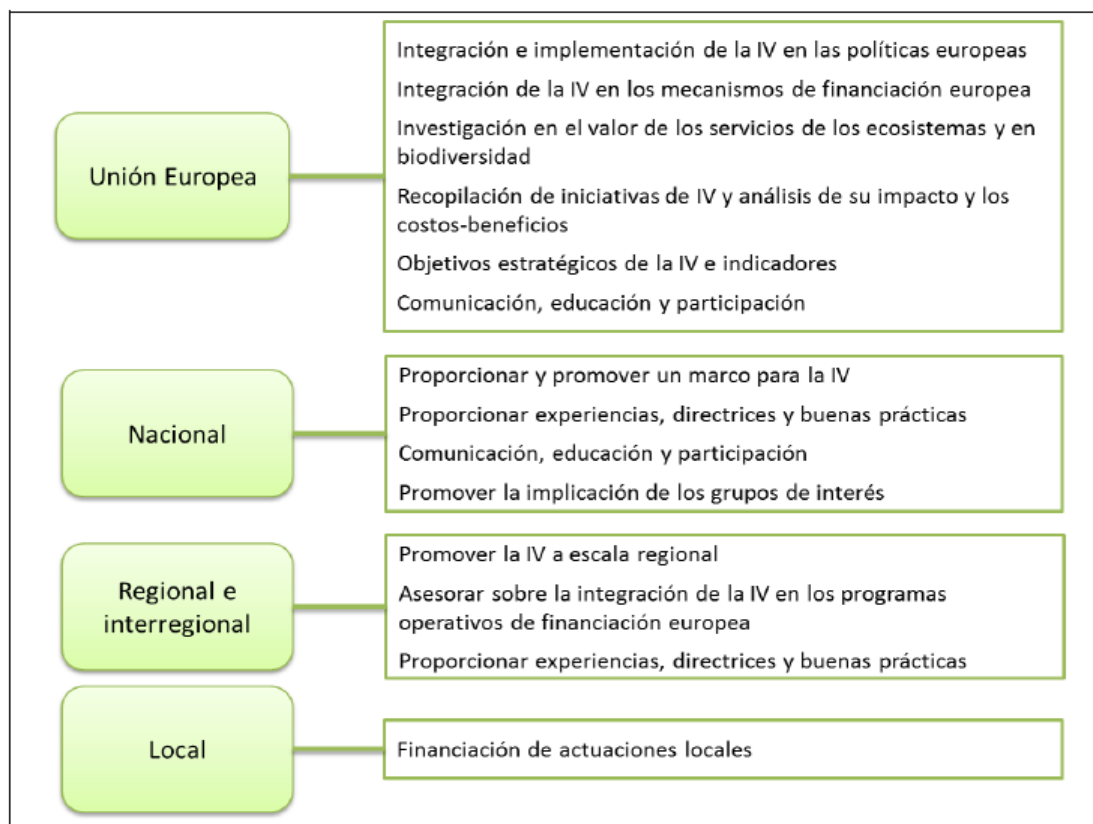 Unión Europea
Integración e implementación de la IV en las políticas europeas
Integración de la IV en los mecanismos de financiación europea
Investigación en el valor de los servicios de los ecosistemas y en
biodiversidad
Recopilación de iniciativas de IV y análisis de su impacto y los
costos-beneficios
Objetivos estratégicos de la IV e indicadores
Comunicación, educación y participación
Nacional
Proporcionar y promover un marco para la IV
Proporcionar experiencias, directrices y buenas prácticas
Comunicación, educación y participación
Promover la implicación de los grupos de interés
Regional e
interregional
Promover la IV a escala regional
Asesorar sobre la integración de la IV en los programas
operativos de financiación europea
Proporcionar experiencias, directrices y buenas prácticas
Local
Financiación de actuaciones locales